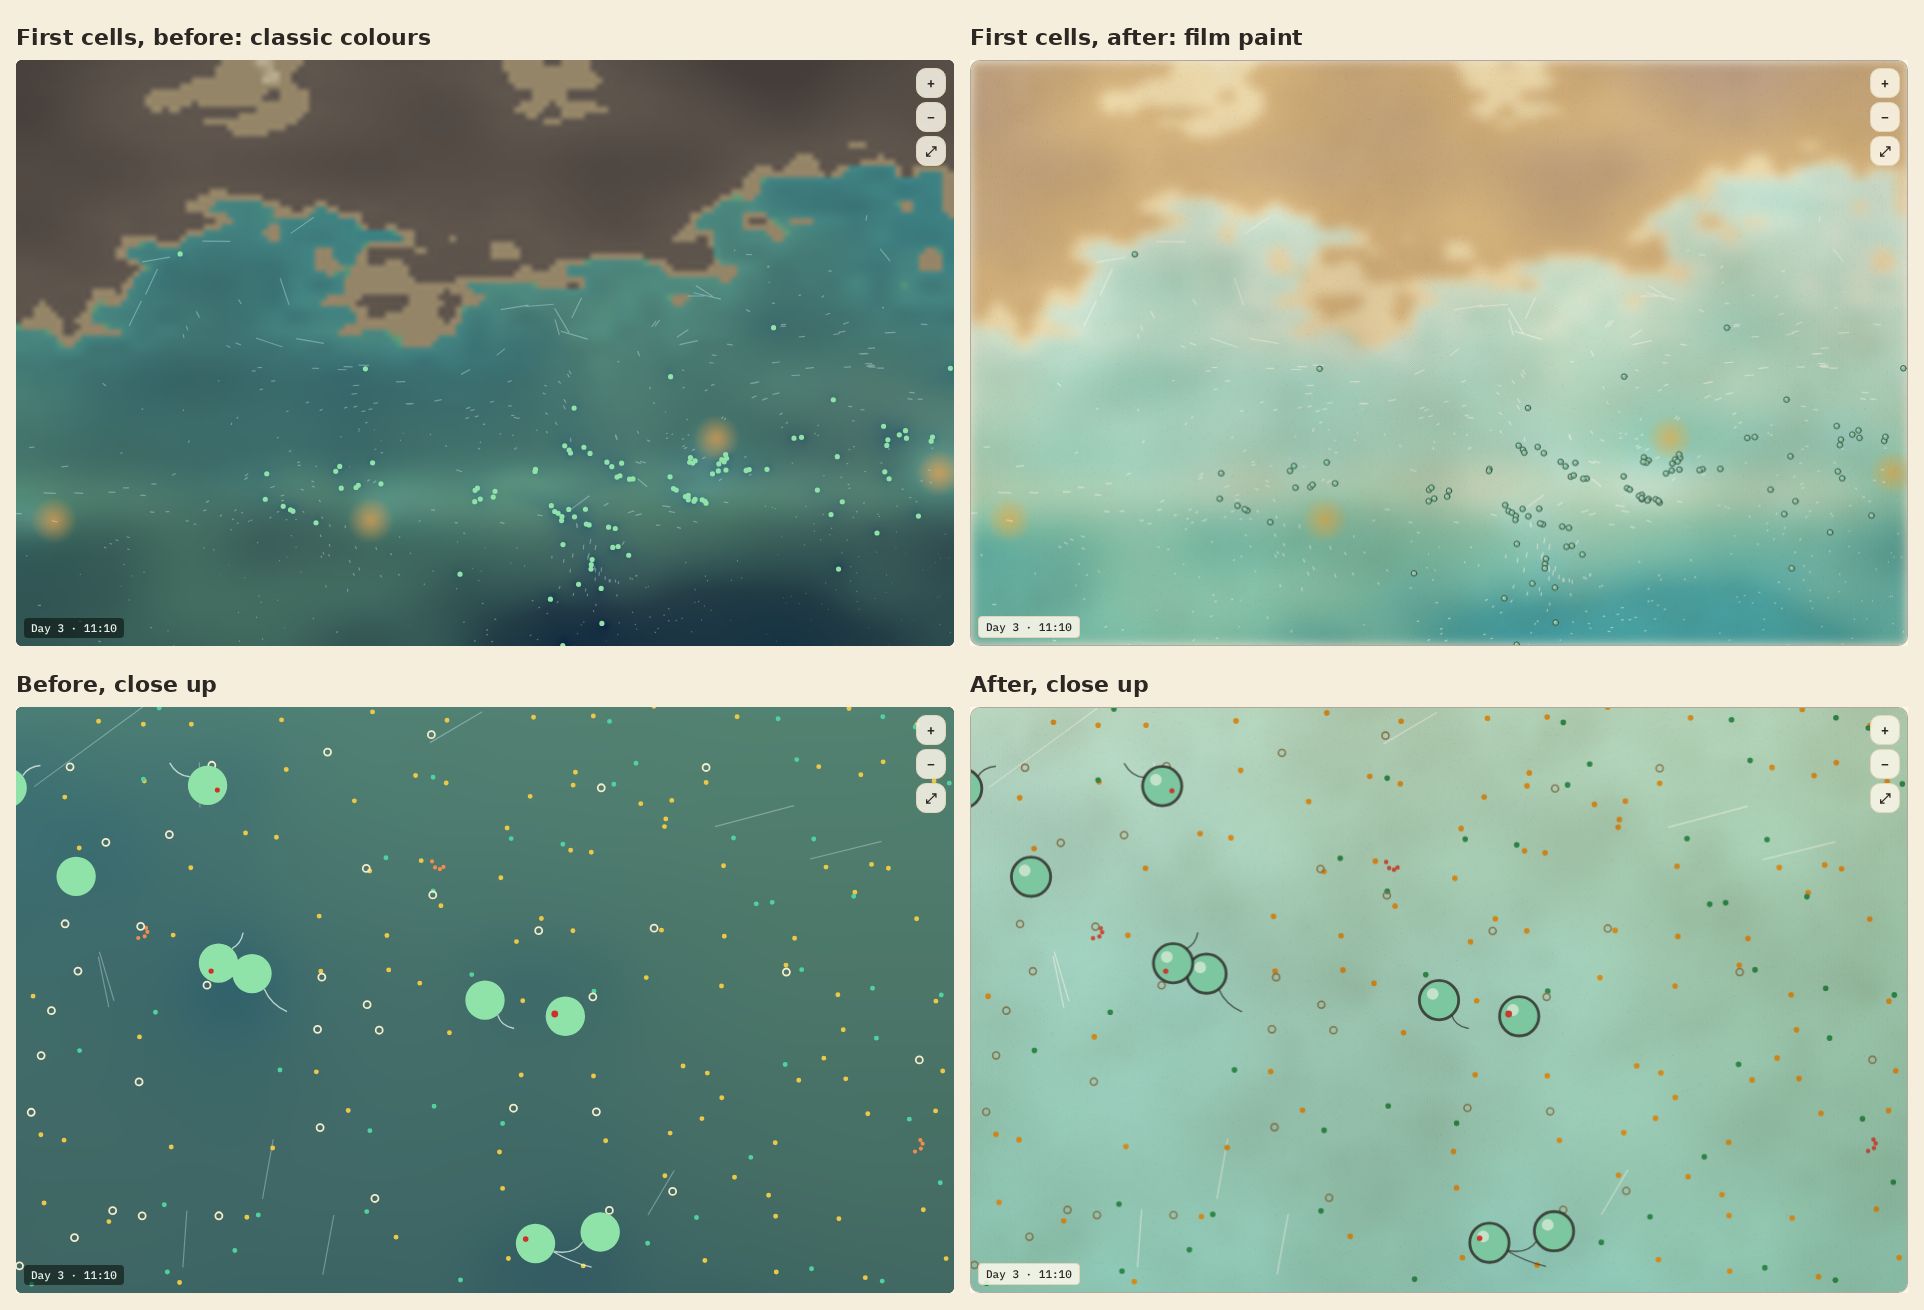 First cells, before: classic colours
First cells, after: film paint
+
−
⤢
+
−
⤢
Day 3 · 11:10
Day 3 · 11:10
Before, close up
After, close up
+
−
⤢
+
−
⤢
Day 3 · 11:10
Day 3 · 11:10